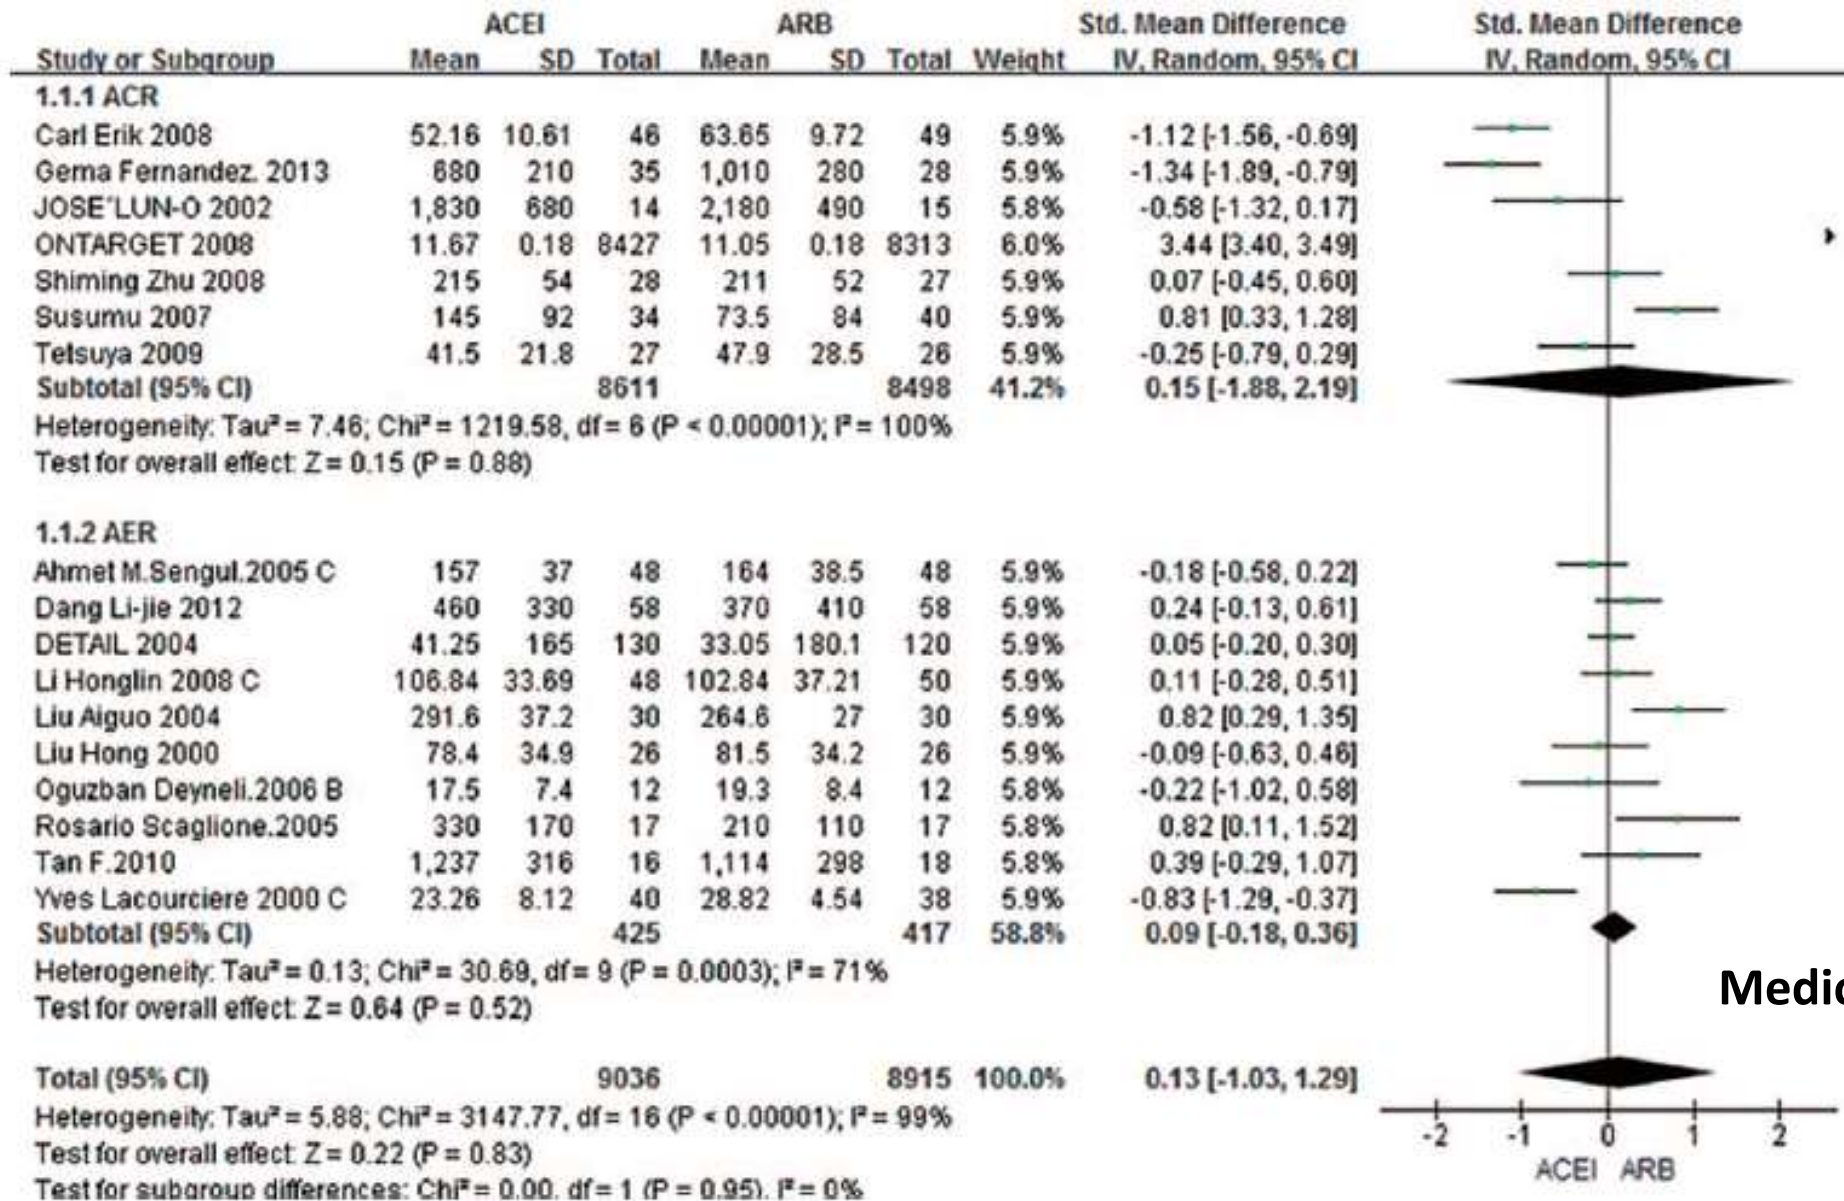 ACEI ARB Std. Mean Difference Std. Mean Difference
Study or Subgroup Mean SD Total Mean SD Total Weight IV, Random, 95% CI IV, Random, 95% CI
1.1.1 ACR
Carl Erik 2008 52.16 10.61 46 63.65 9.72 49 5.9% -1.12 [-1.56, -0.69]
Gema Fernandez. 2013 680 210 35 1,010 280 28 5.9% -1.34 [-1.89, -0.79]
JOSE´LUN-O 2002 1,830 680 14 2,180 490 15 5.8% -0.58 [-1.32, 0.17]
ONTARGET 2008 11.67 0.18 8427 11.05 0.18 8313 6.0% 3.44 [3.40, 3.49]
Shiming Zhu 2008 215 54 28 211 52 27 5.9% 0.07 [-0.45, 0.60]
Susumu 2007 145 92 34 73.5 84 40 5.9% 0.81 [0.33, 1.28]
Tetsuya 2009 41.5 21.8 27 47.9 28.5 26 5.9% -0.25 [-0.79, 0.29]
Subtotal (95% CI) 8611 8498 41.2% 0.15 [-1.88, 2.19]
Heterogeneity: Tau² = 7.46; Chi² = 1219.58, df = 6 (P < 0.00001); I² = 100%
Test for overall effect: Z = 0.15 (P = 0.88)
1.1.2 AER
Ahmet M.Sengul.2005 C 157 37 48 164 38.5 48 5.9% -0.18 [-0.58, 0.22]
Dang Li-jie 2012 460 330 58 370 410 58 5.9% 0.24 [-0.13, 0.61]
DETAIL 2004 41.25 165 130 33.05 180.1 120 5.9% 0.05 [-0.20, 0.30]
Li Honglin 2008 C 106.84 33.69 48 102.84 37.21 50 5.9% 0.11 [-0.28, 0.51]
Liu Aiguo 2004 291.6 37.2 30 264.6 27 30 5.9% 0.82 [0.29, 1.35]
Liu Hong 2000 78.4 34.9 26 81.5 34.2 26 5.9% -0.09 [-0.63, 0.46]
Oguzban Deyneli.2006 B 17.5 7.4 12 19.3 8.4 12 5.8% -0.22 [-1.02, 0.58]
Rosario Scaglione.2005 330 170 17 210 110 17 5.8% 0.82 [0.11, 1.52]
Tan F.2010 1,237 316 16 1,114 298 18 5.8% 0.39 [-0.29, 1.07]
Yves Lacourciere 2000 C 23.26 8.12 40 28.82 4.54 38 5.9% -0.83 [-1.29, -0.37]
Subtotal (95% CI) 425 417 58.8% 0.09 [-0.18, 0.36]
Heterogeneity: Tau² = 0.13; Chi² = 30.69, df = 9 (P = 0.0003); I² = 71%
Medic
Test for overall effect: Z = 0.64 (P = 0.52)
Total (95% CI) 9036 8915 100.0% 0.13 [-1.03, 1.29]
Heterogeneity: Tau² = 5.88; Chi² = 3147.77, df = 16 (P < 0.00001); I² = 99%
-2 -1 0 1 2
Test for overall effect: Z = 0.22 (P = 0.83)
ACEI ARB
Test for subgroup differences: Chi² = 0.00, df = 1 (P = 0.95), I² = 0%